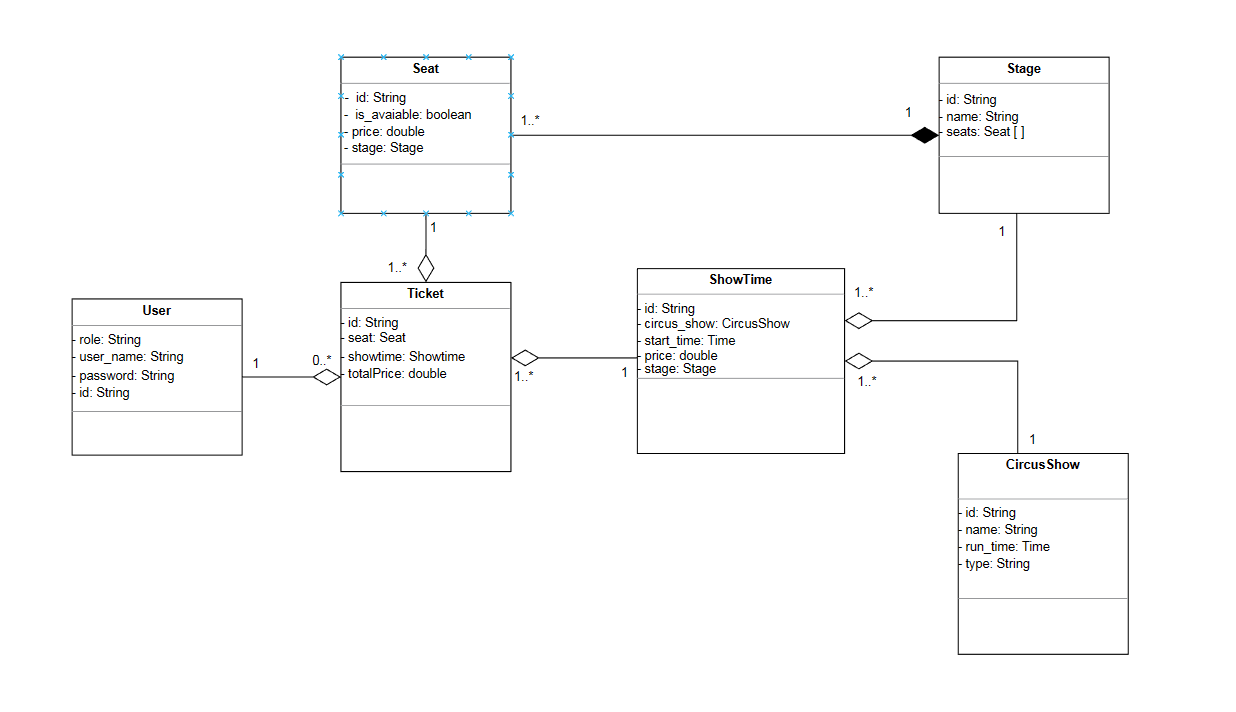 Seat
- id: String
- is_avaiable: boolean
- price: double
- stage: Stage
1..*
1
Stage
- id: String
- name: String
- seats: Seat [ ]
1
1..*
1
User
- role: String
- user_name: String
- password: String
- id: String
1
0..*
Ticket
- id: String
- seat: Seat
- showtime: Showtime
- totalPrice: double
1..*
1
ShowTime
- id: String
- circus_show: CircusShow
- start_time: Time
- price: double
- stage: Stage
1..*
1..*
1
CircusShow
- id: String
- name: String
- run_time: Time
- type: String